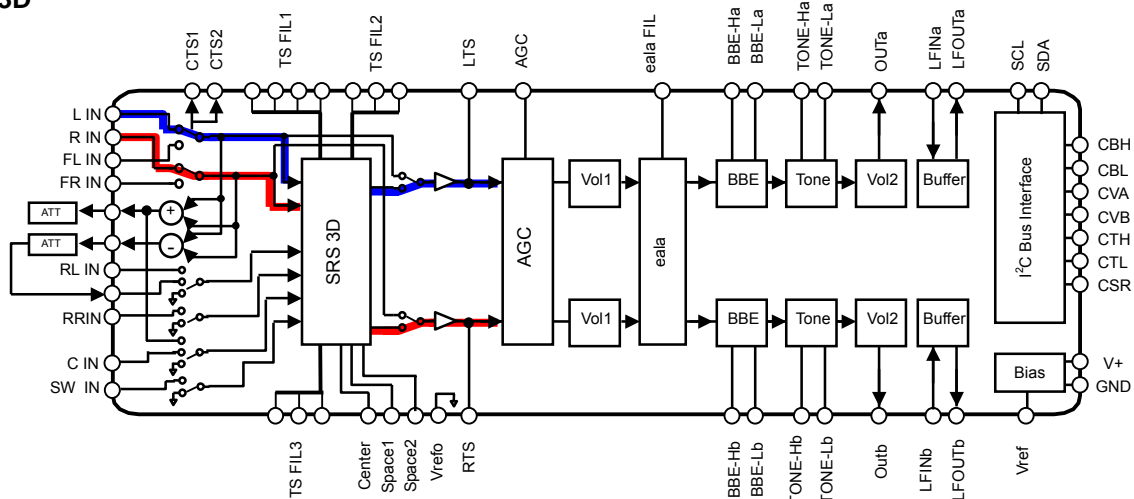 3D
CTS1
CTS2
TS FIL1
TS FIL2
LTS
AGC
eala FIL
BBE-Ha
BBE-La
TONE-Ha
TONE-La
OUTa
LFINa
LFOUTa
SCL
SDA
L IN
R IN
FL IN
FR IN
ATT
+
ATT
-
RL IN
RRIN
C IN
SW IN
SRS 3D
AGC
Vol1
eala
BBE
Tone
Vol2
Buffer
Vol1
BBE
Tone
Vol2
Buffer
I2C Bus Interface
Bias
CBH
CBL
CVA
CVB
CTH
CTL
CSR
V+
GND
TS FIL3
Center
Space1
Space2
Vrefo
RTS
BBE-Hb
BBE-Lb
TONE-Hb
TONE-Lb
Outb
LFINb
LFOUTb
Vref